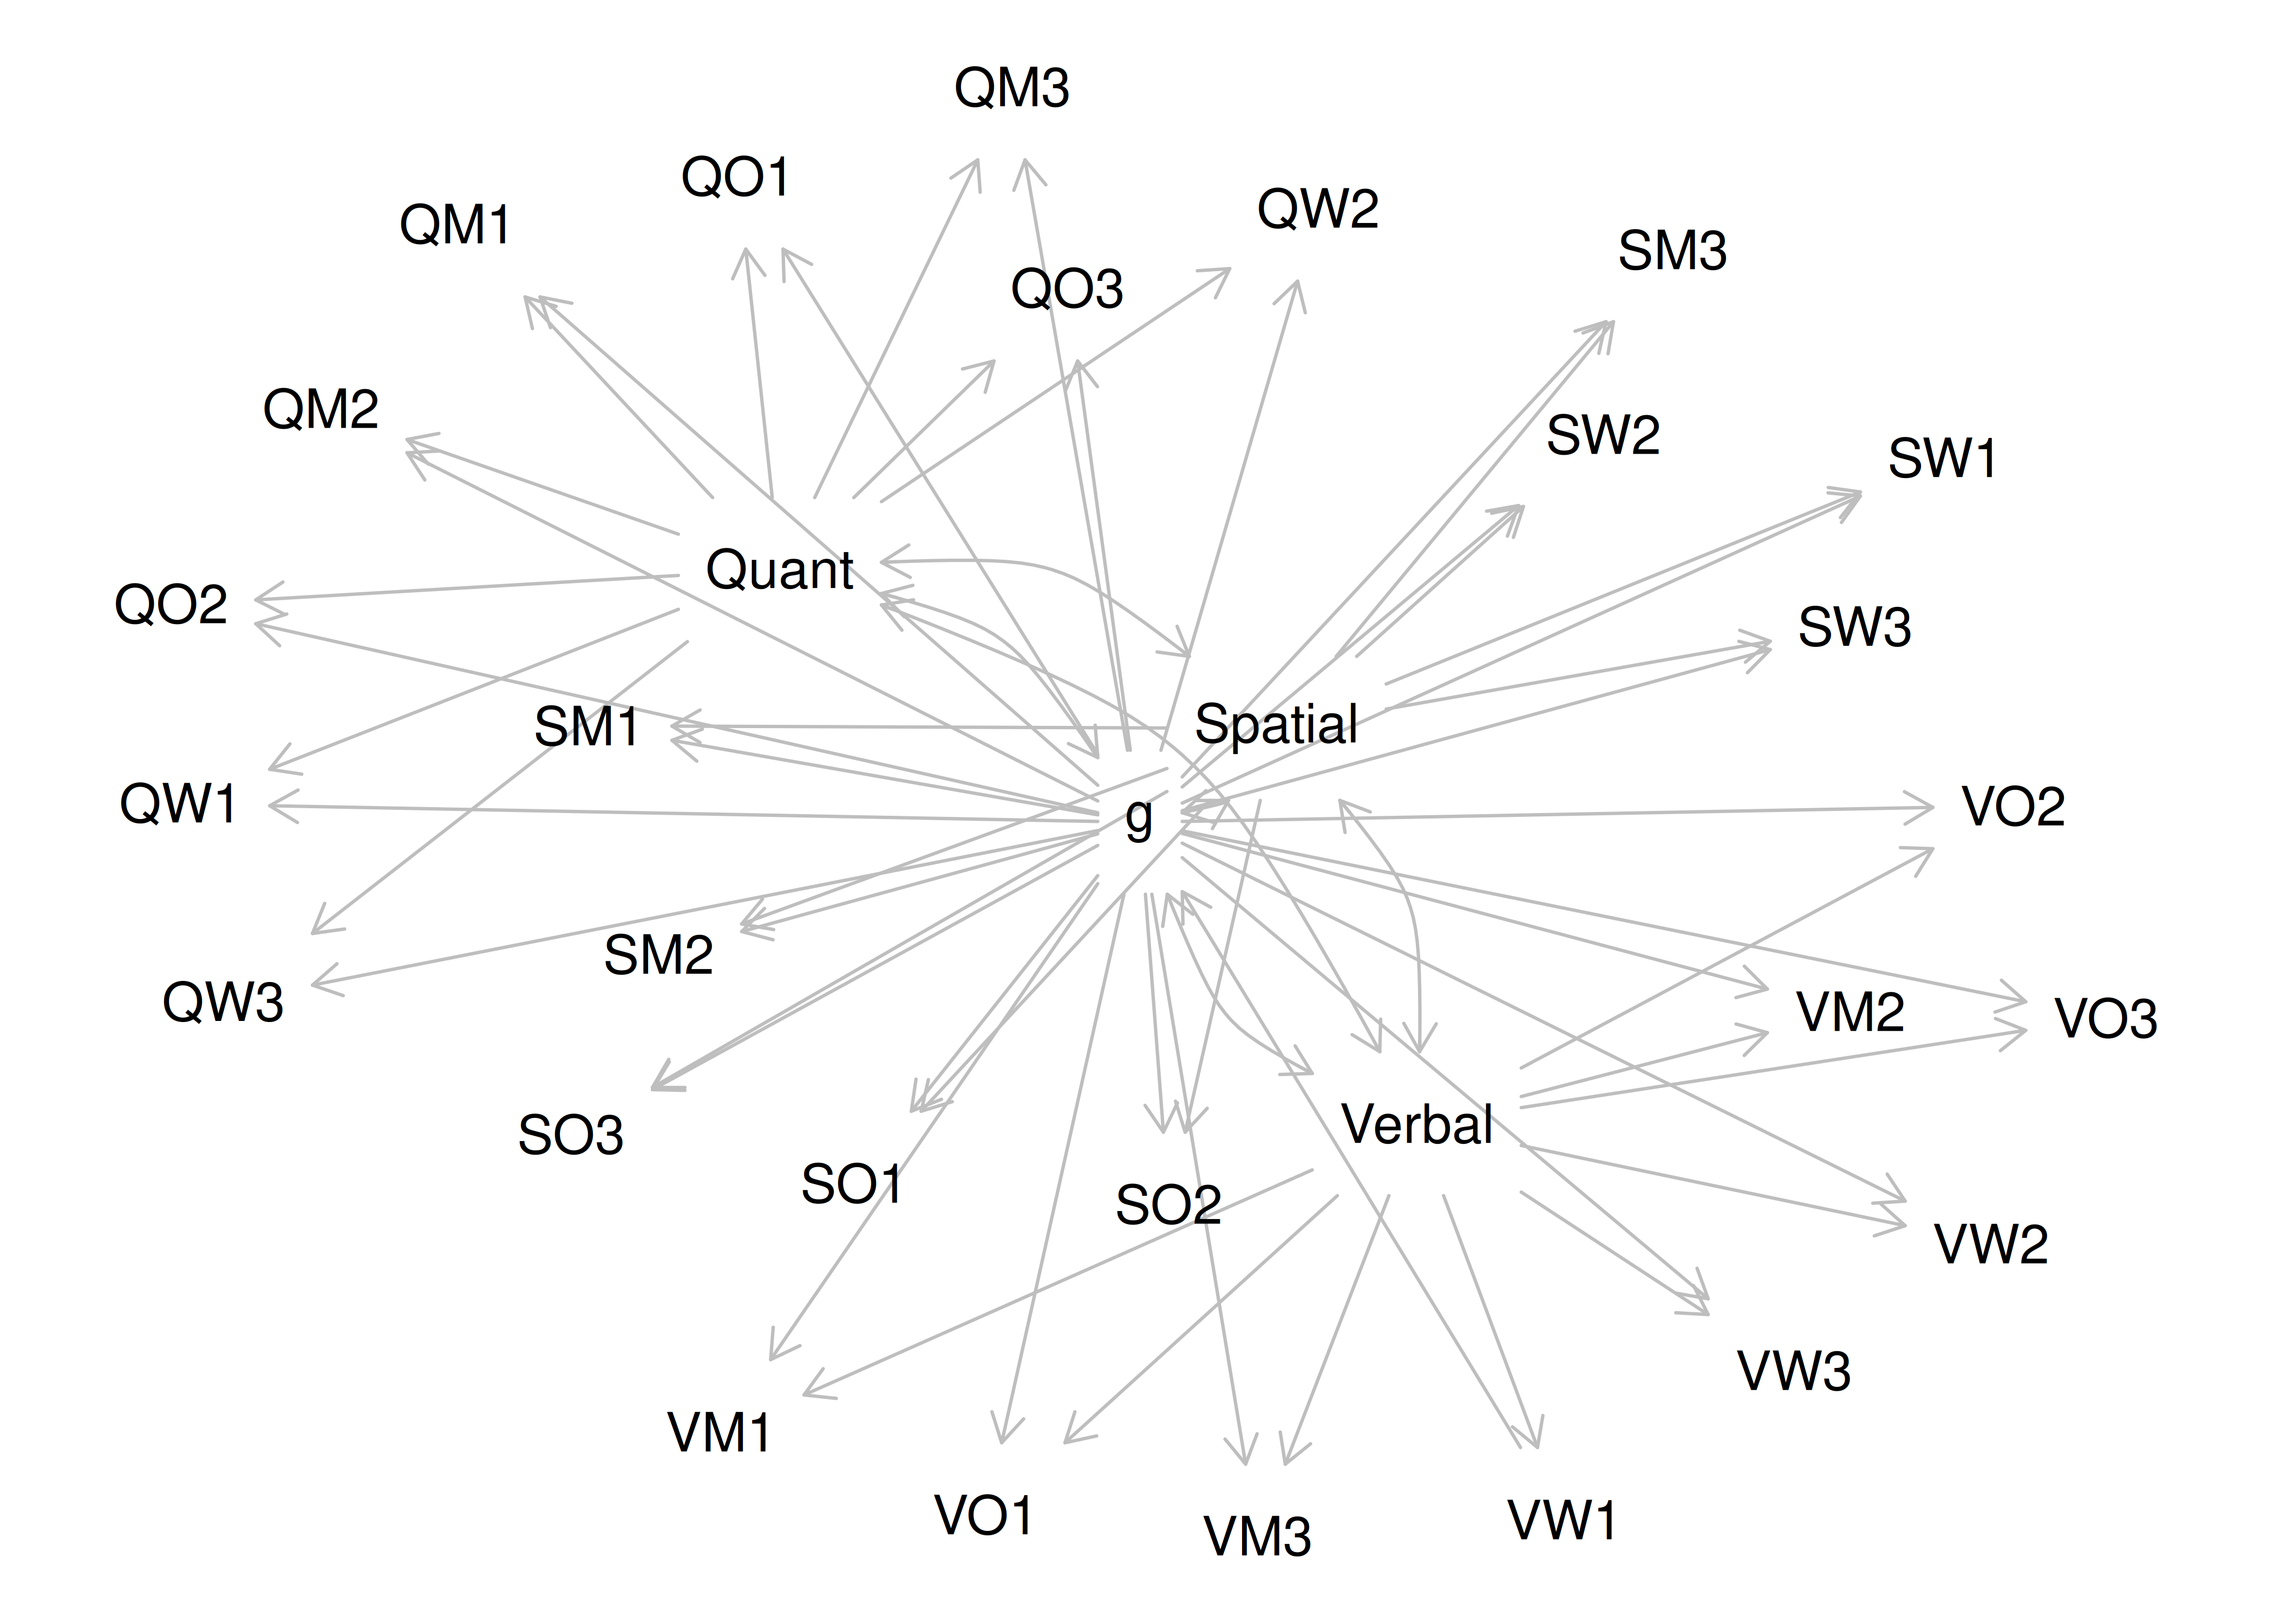 QM3
QO1
QW2
QM1
SM3
QO3
QM2
SW2
SW1
Quant
QO2
SW3
SM1
Spatial
QW1
g
VO2
SM2
QW3
VM2
VO3
SO3
Verbal
SO1
SO2
VW2
VW3
VM1
VO1
VM3
VW1